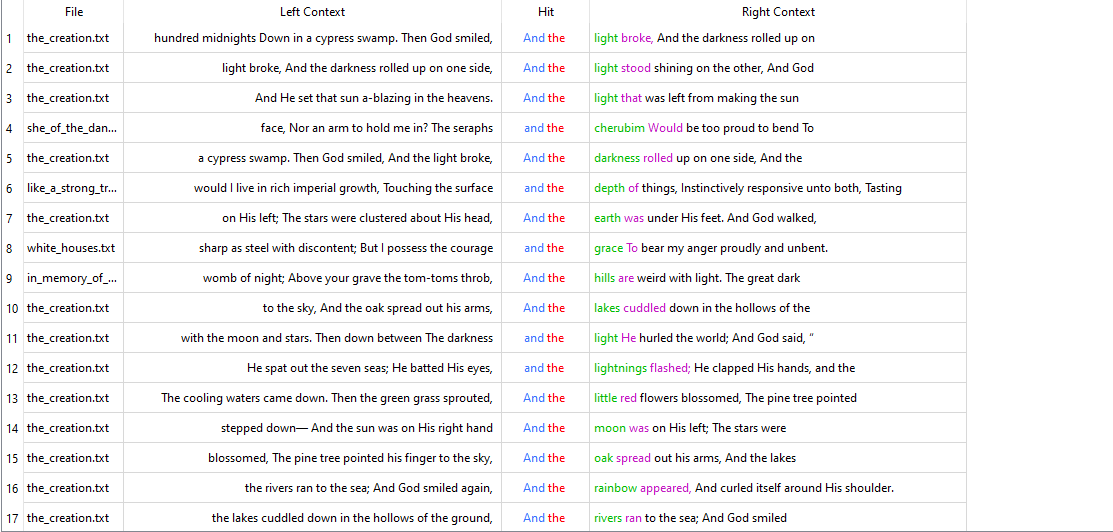 File Left Context Hit Right Context
1 the_creation.txt hundred midnights Down in a cypress swamp. Then God smiled, And the light broke, And the darkness rolled up on
2 the_creation.txt light broke, And the darkness rolled up on one side, And the light stood shining on the other, And God
3 the_creation.txt And He set that sun a-blazing in the heavens. And the light that was left from making the sun
4 she_of_the_dan... face, Nor an arm to hold me in? The seraphs and the cherubim Would be too proud to bend To
5 the_creation.txt a cypress swamp. Then God smiled, And the light broke, And the darkness rolled up on one side, And the
6 like_a_strong_tr... would I live in rich imperial growth, Touching the surface and the depth of things, Instinctively responsive unto both, Tasting
7 the_creation.txt on His left; The stars were clustered about His head, And the earth was under His feet. And God walked,
8 white_houses.txt sharp as steel with discontent; But I possess the courage and the grace To bear my anger proudly and unbent.
9 in_memory_of_... womb of night; Above your grave the tom-toms throb, And the hills are weird with light. The great dark
10 the_creation.txt to the sky, And the oak spread out his arms, And the lakes cuddled down in the hollows of the
11 the_creation.txt with the moon and stars. Then down between The darkness and the light He hurled the world; And God said, “
12 the_creation.txt He spat out the seven seas; He batted His eyes, and the lightnings flashed; He clapped His hands, and the
13 the_creation.txt The cooling waters came down. Then the green grass sprouted, And the little red flowers blossomed, The pine tree pointed
14 the_creation.txt stepped down— And the sun was on His right hand And the moon was on His left; The stars were
15 the_creation.txt blossomed, The pine tree pointed his finger to the sky, And the oak spread out his arms, And the lakes
16 the_creation.txt the rivers ran to the sea; And God smiled again, And the rainbow appeared, And curled itself around His shoulder.
17 the_creation.txt the lakes cuddled down in the hollows of the ground, And the rivers ran to the sea; And God smiled